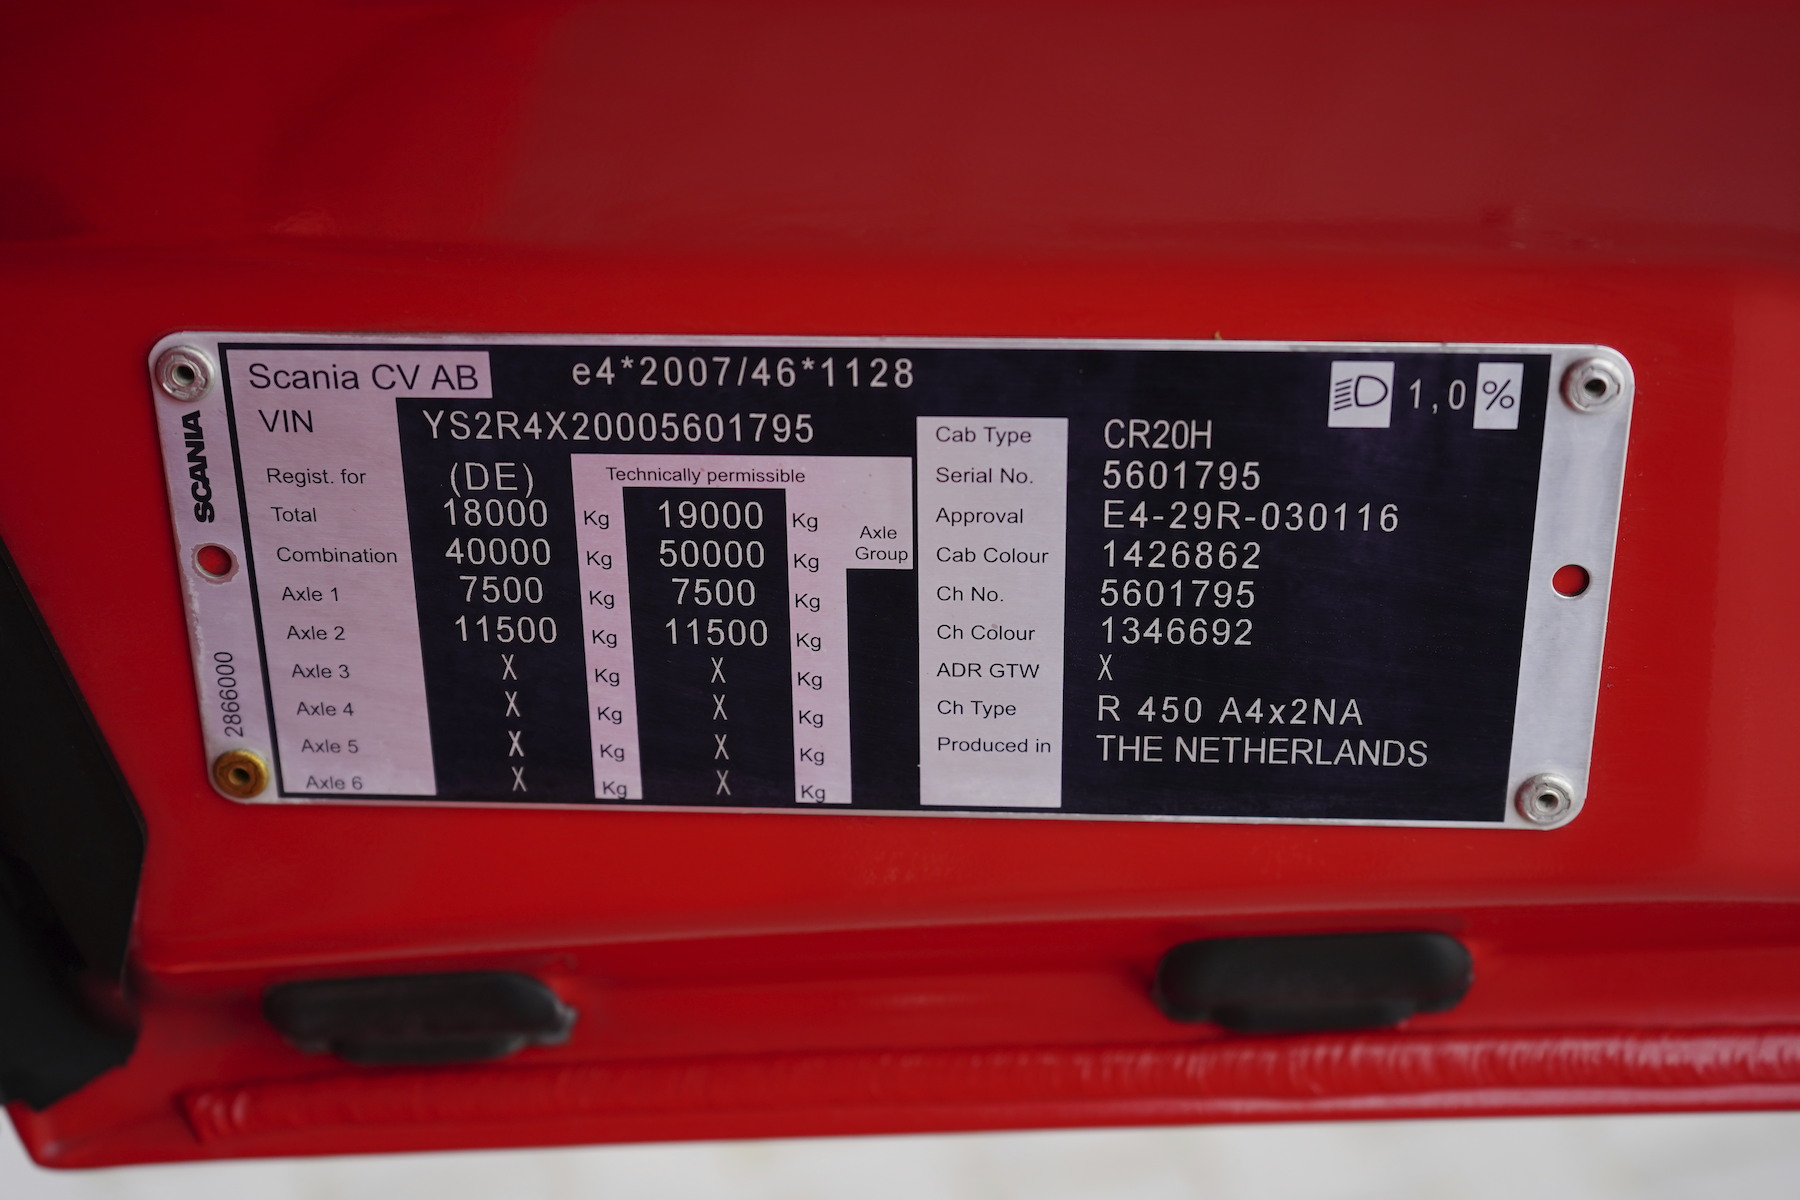 Scania CV AB e4*2007/46*1128 1,0 %
VIN YS2R4X20005601795
Regist. for (DE) Technically permissible
Total 18000 Kg 19000 Kg Axle Group
Combination 40000 Kg 50000 Kg
Axle 1 7500 Kg 7500 Kg
Axle 2 11500 Kg 11500 Kg
Axle 3 X Kg X Kg
Axle 4 X Kg X Kg
Axle 5 X Kg X Kg
Axle 6 X Kg X Kg
Cab Type CR20H
Serial No. 5601795
Approval E4-29R-030116
Cab Colour 1426862
Ch No. 5601795
Ch Colour 1346692
ADR GTW X
Ch Type R 450 A4x2NA
Produced in THE NETHERLANDS
SCANIA
2866000